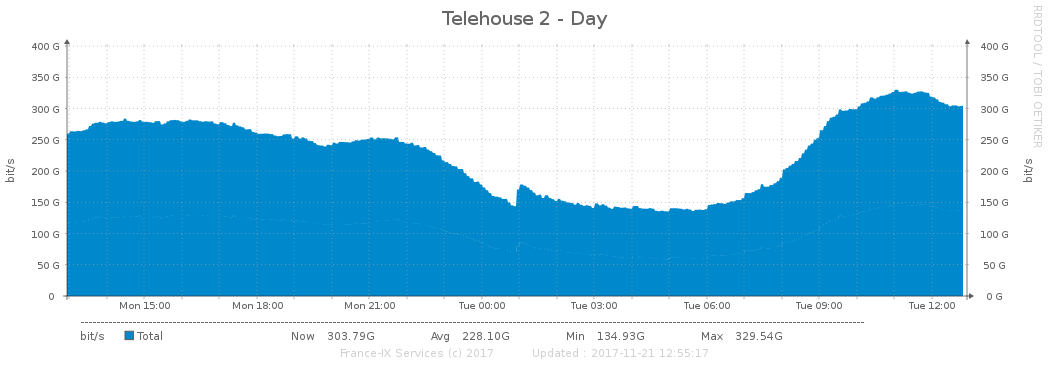 Telehouse 2 - Day
RRDTOOL / TOBI OETIKER
400 G 400 G
350 G 350 G
300 G 300 G
250 G 250 G
200 G 200 G
150 G 150 G
100 G 100 G
50 G 50 G
0 0 G
bit/s bit/s
Mon 15:00 Mon 18:00 Mon 21:00 Tue 00:00 Tue 03:00 Tue 06:00 Tue 09:00 Tue 12:00
bit/s Total Now 303.79G Avg 228.10G Min 134.93G Max 329.54G
France-IX Services (c) 2017 Updated : 2017-11-21 12:55:17